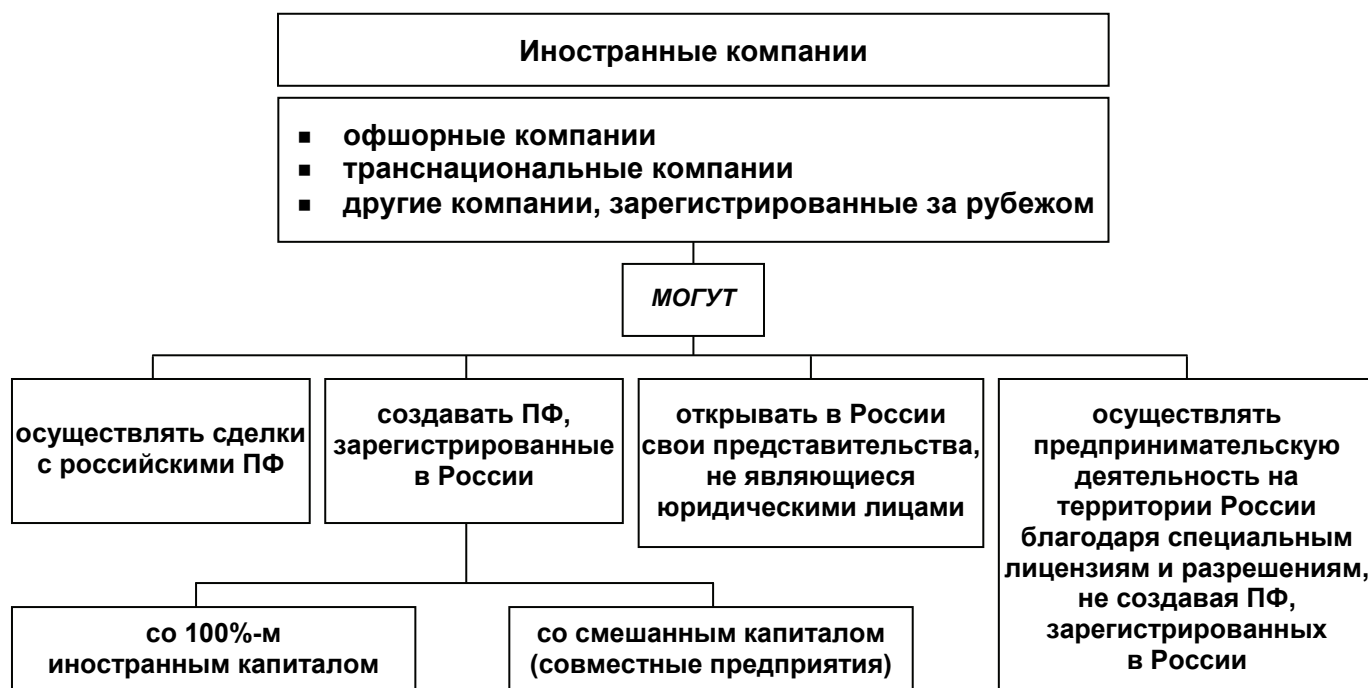 Иностранные компании
▪ офшорные компании
▪ транснациональные компании
▪ другие компании, зарегистрированные за рубежом
МОГУТ
осуществлять сделки
с российскими ПФ
создавать ПФ,
зарегистрированные
в России
открывать в России
свои представительства,
не являющиеся
юридическими лицами
осуществлять
предпринимательскую
деятельность на
территории России
благодаря специальным
лицензиям и разрешениям,
не создавая ПФ,
зарегистрированных
в России
со 100%-м
иностранным капиталом
со смешанным капиталом
(совместные предприятия)